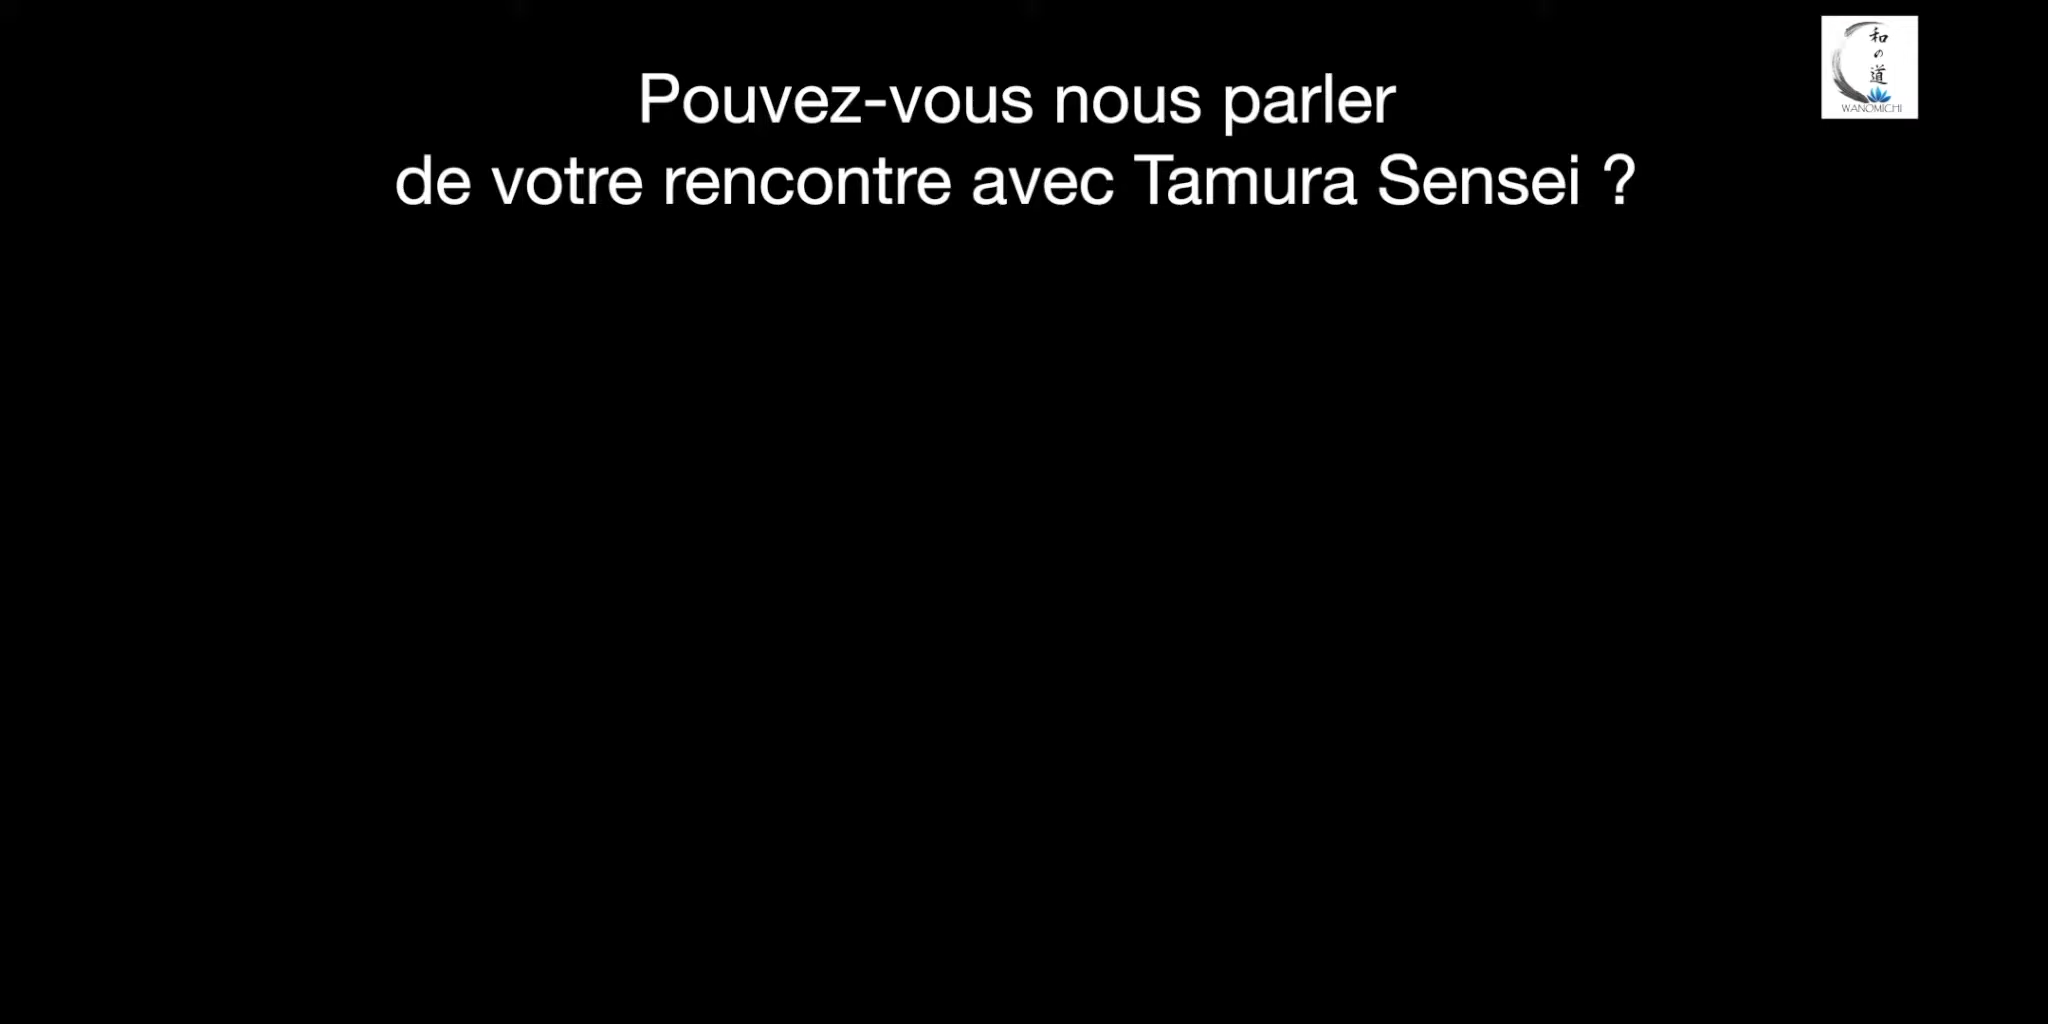 Pouvez-vous nous parler
de votre rencontre avec Tamura Sensei ?
和
の
道
WANOMICHI